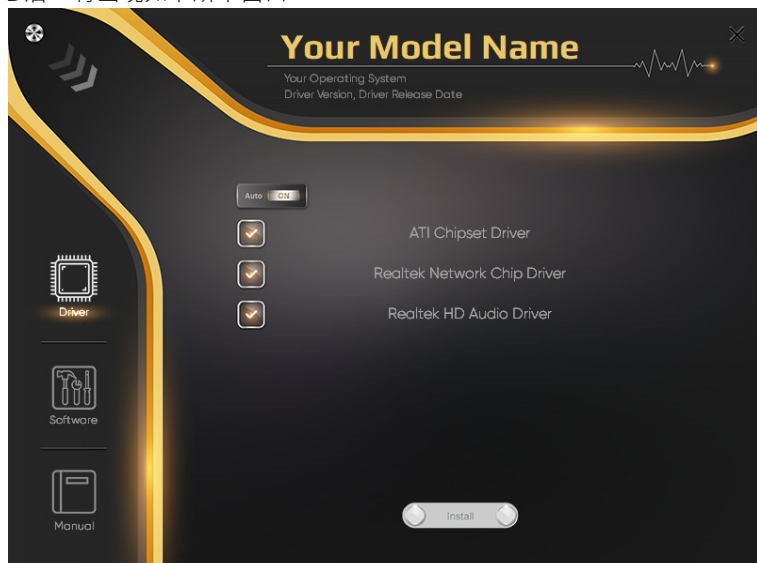 Your Model Name
Your Operating System
Driver Version, Driver Release Date
Auto ON
ATI Chipset Driver
Realtek Network Chip Driver
Realtek HD Audio Driver
Driver
Software
Manual
Install